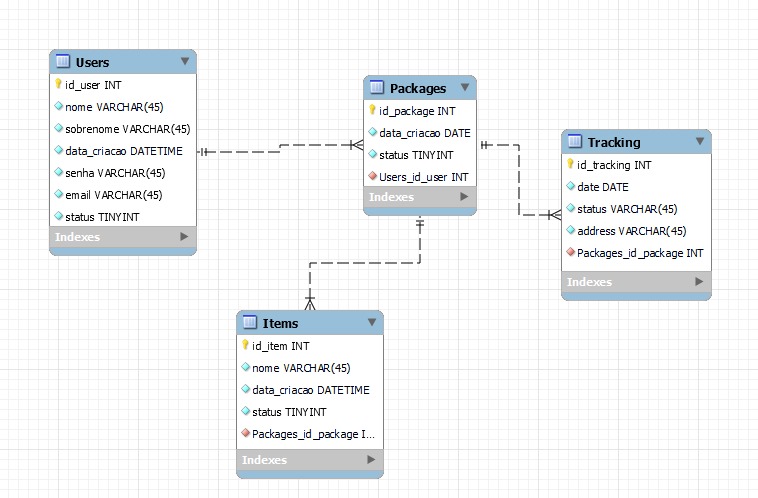 Users
id_user INT
nome VARCHAR(45)
sobrenome VARCHAR(45)
data_criacao DATETIME
senha VARCHAR(45)
email VARCHAR(45)
status TINYINT
Indexes
Packages
id_package INT
data_criacao DATE
status TINYINT
Users_id_user INT
Indexes
Tracking
id_tracking INT
date DATE
status VARCHAR(45)
address VARCHAR(45)
Packages_id_package INT
Indexes
Items
id_item INT
nome VARCHAR(45)
data_criacao DATETIME
status TINYINT
Packages_id_package I...
Indexes